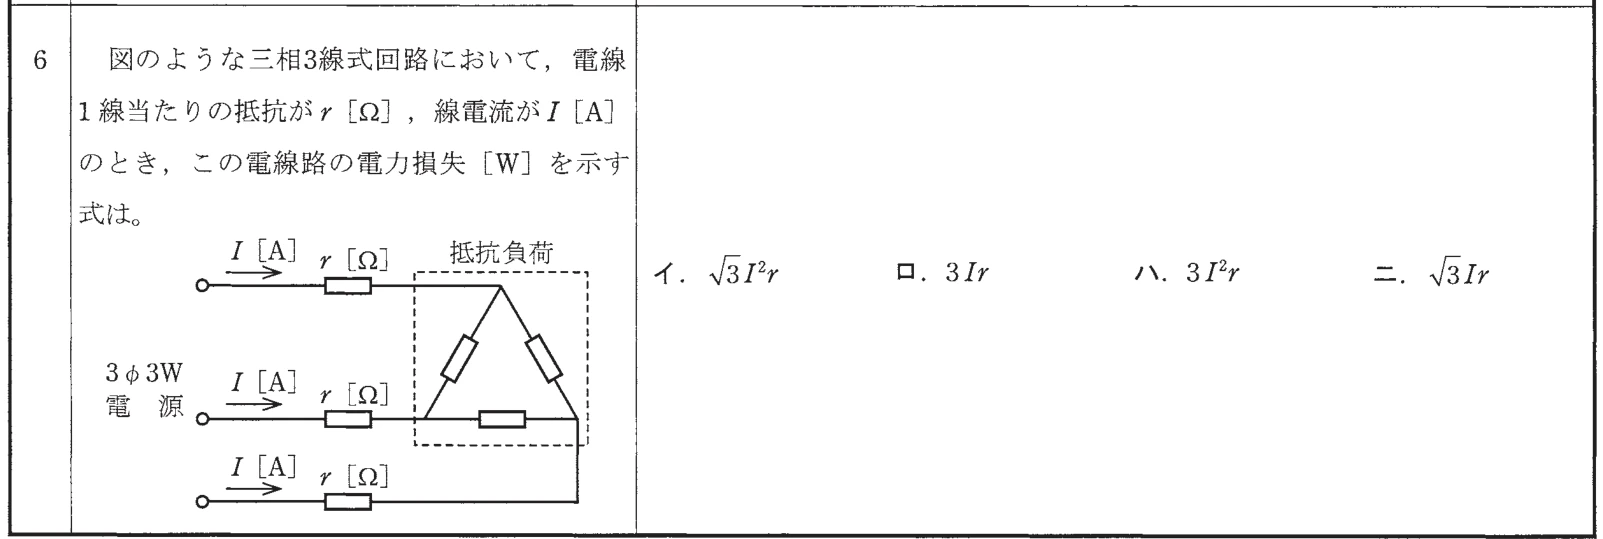 6
図のような三相3線式回路において，電線
1線当たりの抵抗が r［Ω］，線電流が I［A］
のとき，この電線路の電力損失［W］を示す
式は。
I［A］ r［Ω］ 抵抗負荷
3φ3W
電　源
I［A］ r［Ω］
I［A］ r［Ω］
イ．√3I²r　ロ．3Ir　ハ．3I²r　ニ．√3Ir